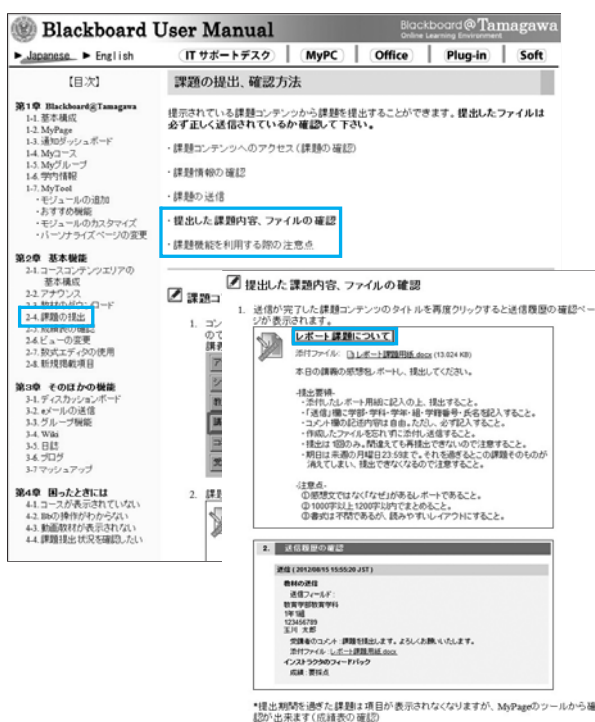 Blackboard User Manual
Blackboard@Tamagawa
Online Learning Environment
▶ Japanese ▶ English
ITサポートデスク
MyPC
Office
Plug-in
Soft
【目次】
第1章 Blackboard@Tamagawa
1-1. 基本構成
1-2. MyPage
1-3. 通知ダッシュボード
1-4. Myコース
1-5. Myグループ
1-6. 学内情報
1-7. MyTool
・モジュールの追加
・おすすめ機能
・モジュールのカスタマイズ
・パーソナライズページの変更
第2章 基本機能
2-1. コースコンテンツエリアの
基本構成
2-2. アナウンス
2-3. 教材のダウンロード
2-4. 課題の提出
2-5. 成績表の確認
2-6. ビューの変更
2-7. 数式エディタの使用
2-8. 新規掲載項目
第3章 そのほかの機能
3-1. ディスカッションボード
3-2. eメールの送信
3-3. グループ機能
3-4. Wiki
3-5. 日誌
3-6. ブログ
3-7 マッシュアップ
第4章 困ったときには
4-1. コースが表示されていない
4-2. Bbの操作がわからない
4-3. 動画教材が表示されない
4-4. 課題提出状況を確認したい
課題の提出、確認方法
提示されている課題コンテンツから課題を提出することができます。提出したファイルは
必ず正しく送信されているか確認して下さい。
・課題コンテンツへのアクセス(課題の確認)
・課題情報の確認
・課題の送信
・提出した課題内容、ファイルの確認
・課題機能を利用する際の注意点
課題コ
1. コン
2. 課題
提出した課題内容、ファイルの確認
1. 送信が完了した課題コンテンツのタイトルを再度クリックすると送信履歴の確認ペー
ジが表示されます。
レポート課題について
添付ファイル: レポート課題用紙.docx (13.024 KB)
本日の講義の感想をレポートし、提出してください。
-提出要領-
・添付したレポート用紙に記入の上、提出すること。
・「送信」欄に学部・学科・学年・組・学籍番号・氏名を記入すること。
・コメント欄の記述内容は自由。ただし、必ず記入すること。
・作成したファイルを忘れずに添付し送信すること。
・提出は1回のみ。間違えても再提出できないので注意すること。
・期日は来週の月曜日23:59まで。それを過ぎるとこの課題そのものが
消えてしまい、提出できなくなるので注意すること。
-注意点-
①感想文ではなく「なぜ」があるレポートであること。
②1000字以上1200字以内でまとめること。
③書式は不問であるが、読みやすいレイアウトにすること。
2. 送信履歴の確認
送信 ( 2012/08/15 15:55:20 JST )
教材の送信
送信フィールド:
教育学部教育学科
1年1組
123456789
玉川 太郎
受講者のコメント: 課題を提出します。よろしくお願いいたします。
添付ファイル: レポート課題用紙.docx
インストラクタのフィードバック
成績: 要採点
*提出期間を過ぎた課題は項目が表示されなくなりますが、MyPageのツールから確
認が出来ます(成績表の確認)